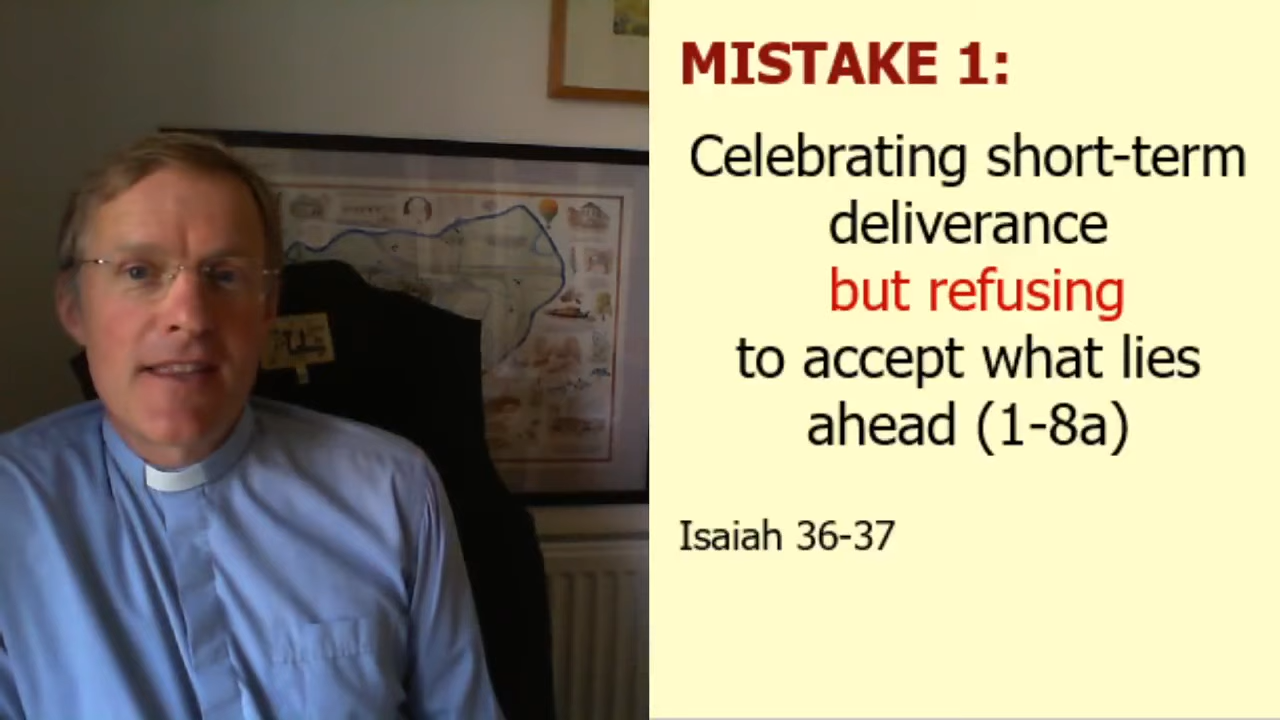 MISTAKE 1:
Celebrating short-term
deliverance
but refusing
to accept what lies
ahead (1-8a)
Isaiah 36-37